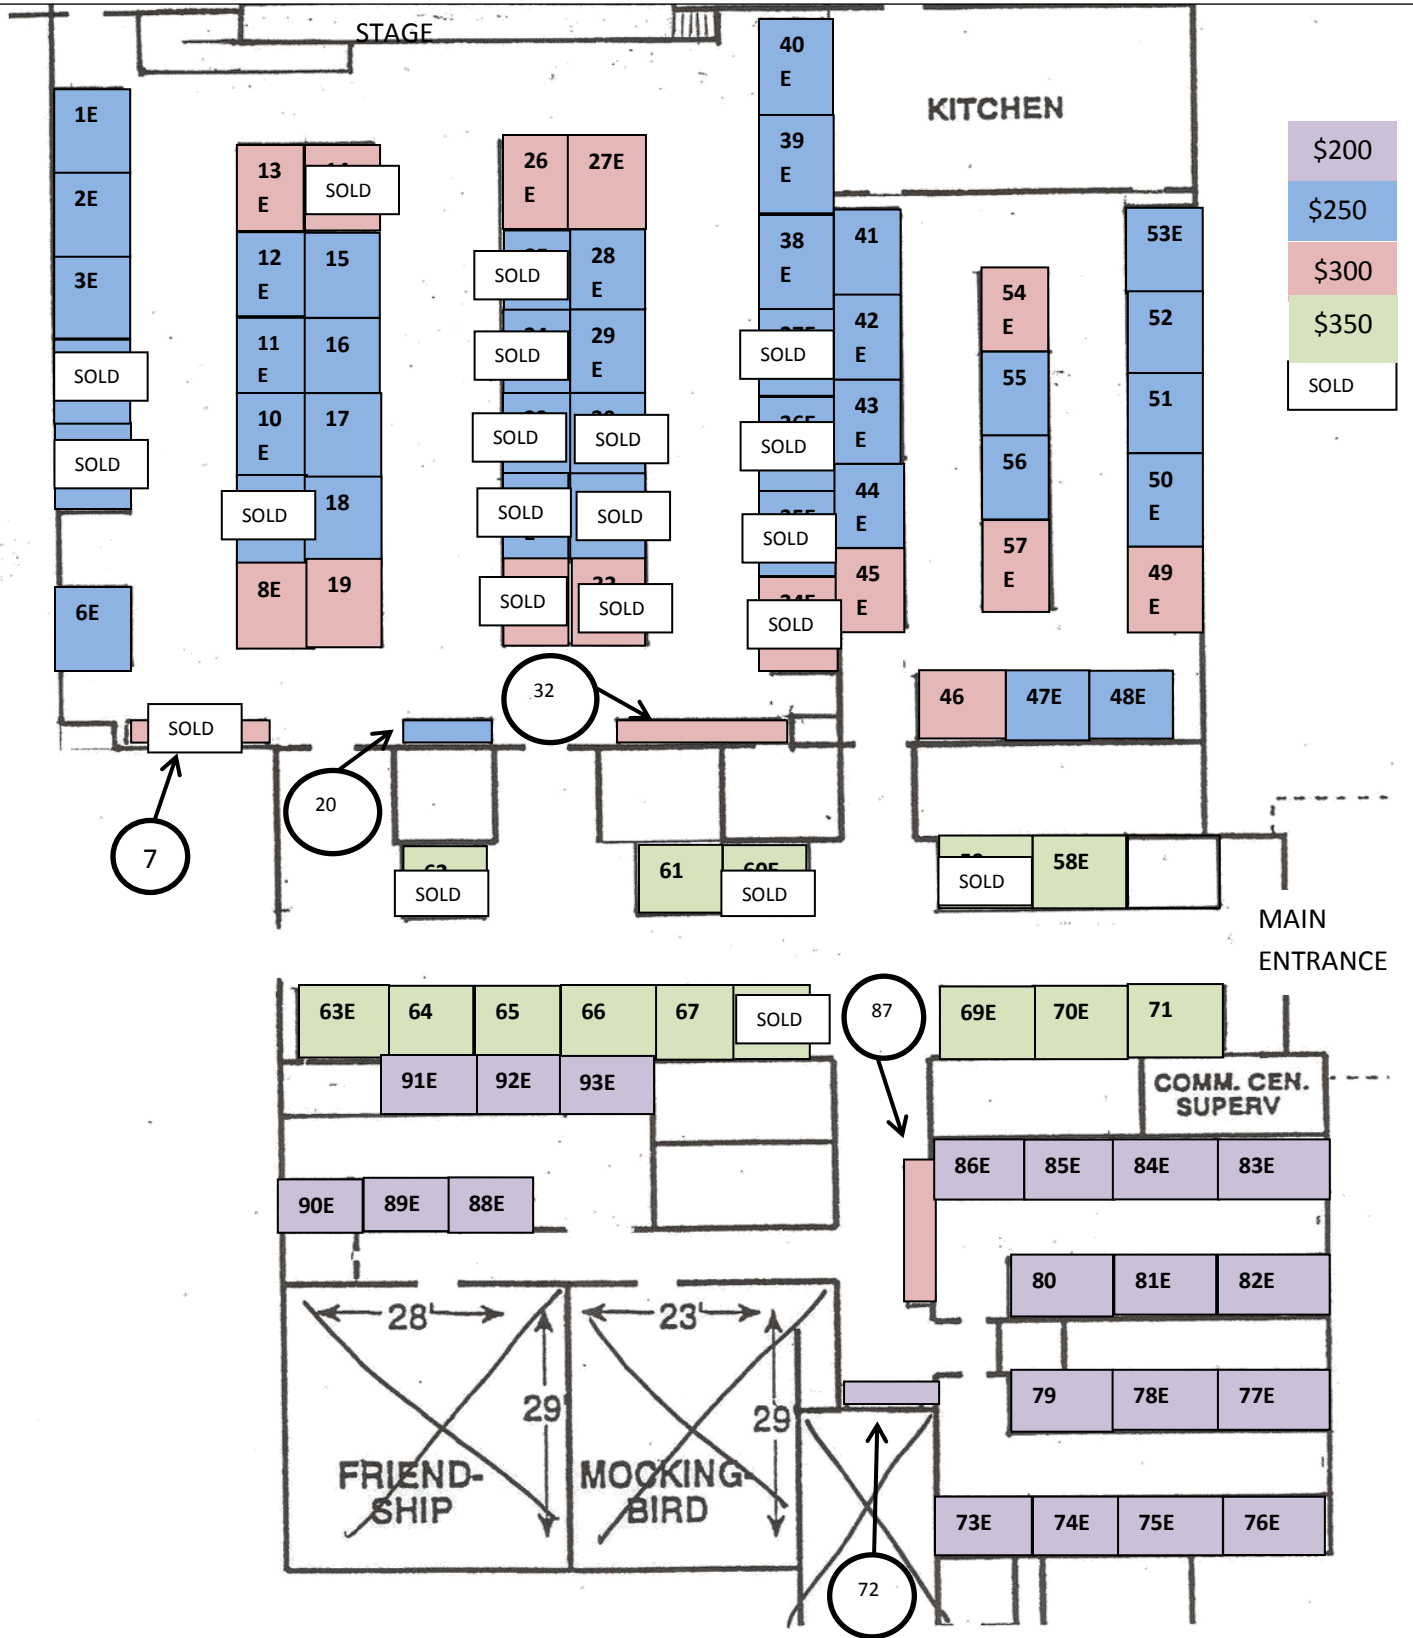 STAGE
KITCHEN
$200
$250
$300
$350
SOLD
1E
2E
3E
SOLD
SOLD
6E
13
E
SOLD
12
E
15
11
E
16
10
E
17
SOLD
18
8E
19
26
E
27E
SOLD
28
E
SOLD
29
E
SOLD
SOLD
SOLD
SOLD
SOLD
SOLD
40
E
39
E
38
E
SOLD
SOLD
SOLD
SOLD
41
42
E
43
E
44
E
45
E
54
E
55
56
57
E
53E
52
51
50
E
49
E
46
47E
48E
SOLD
7
20
32
SOLD
61
SOLD
SOLD
58E
MAIN
ENTRANCE
63E
64
65
66
67
SOLD
87
69E
70E
71
91E
92E
93E
COMM. CEN.
SUPERV
86E
85E
84E
83E
90E
89E
88E
80
81E
82E
28'
23'
29'
29
79
78E
77E
FRIEND-
SHIP
MOCKING-
BIRD
73E
74E
75E
76E
72